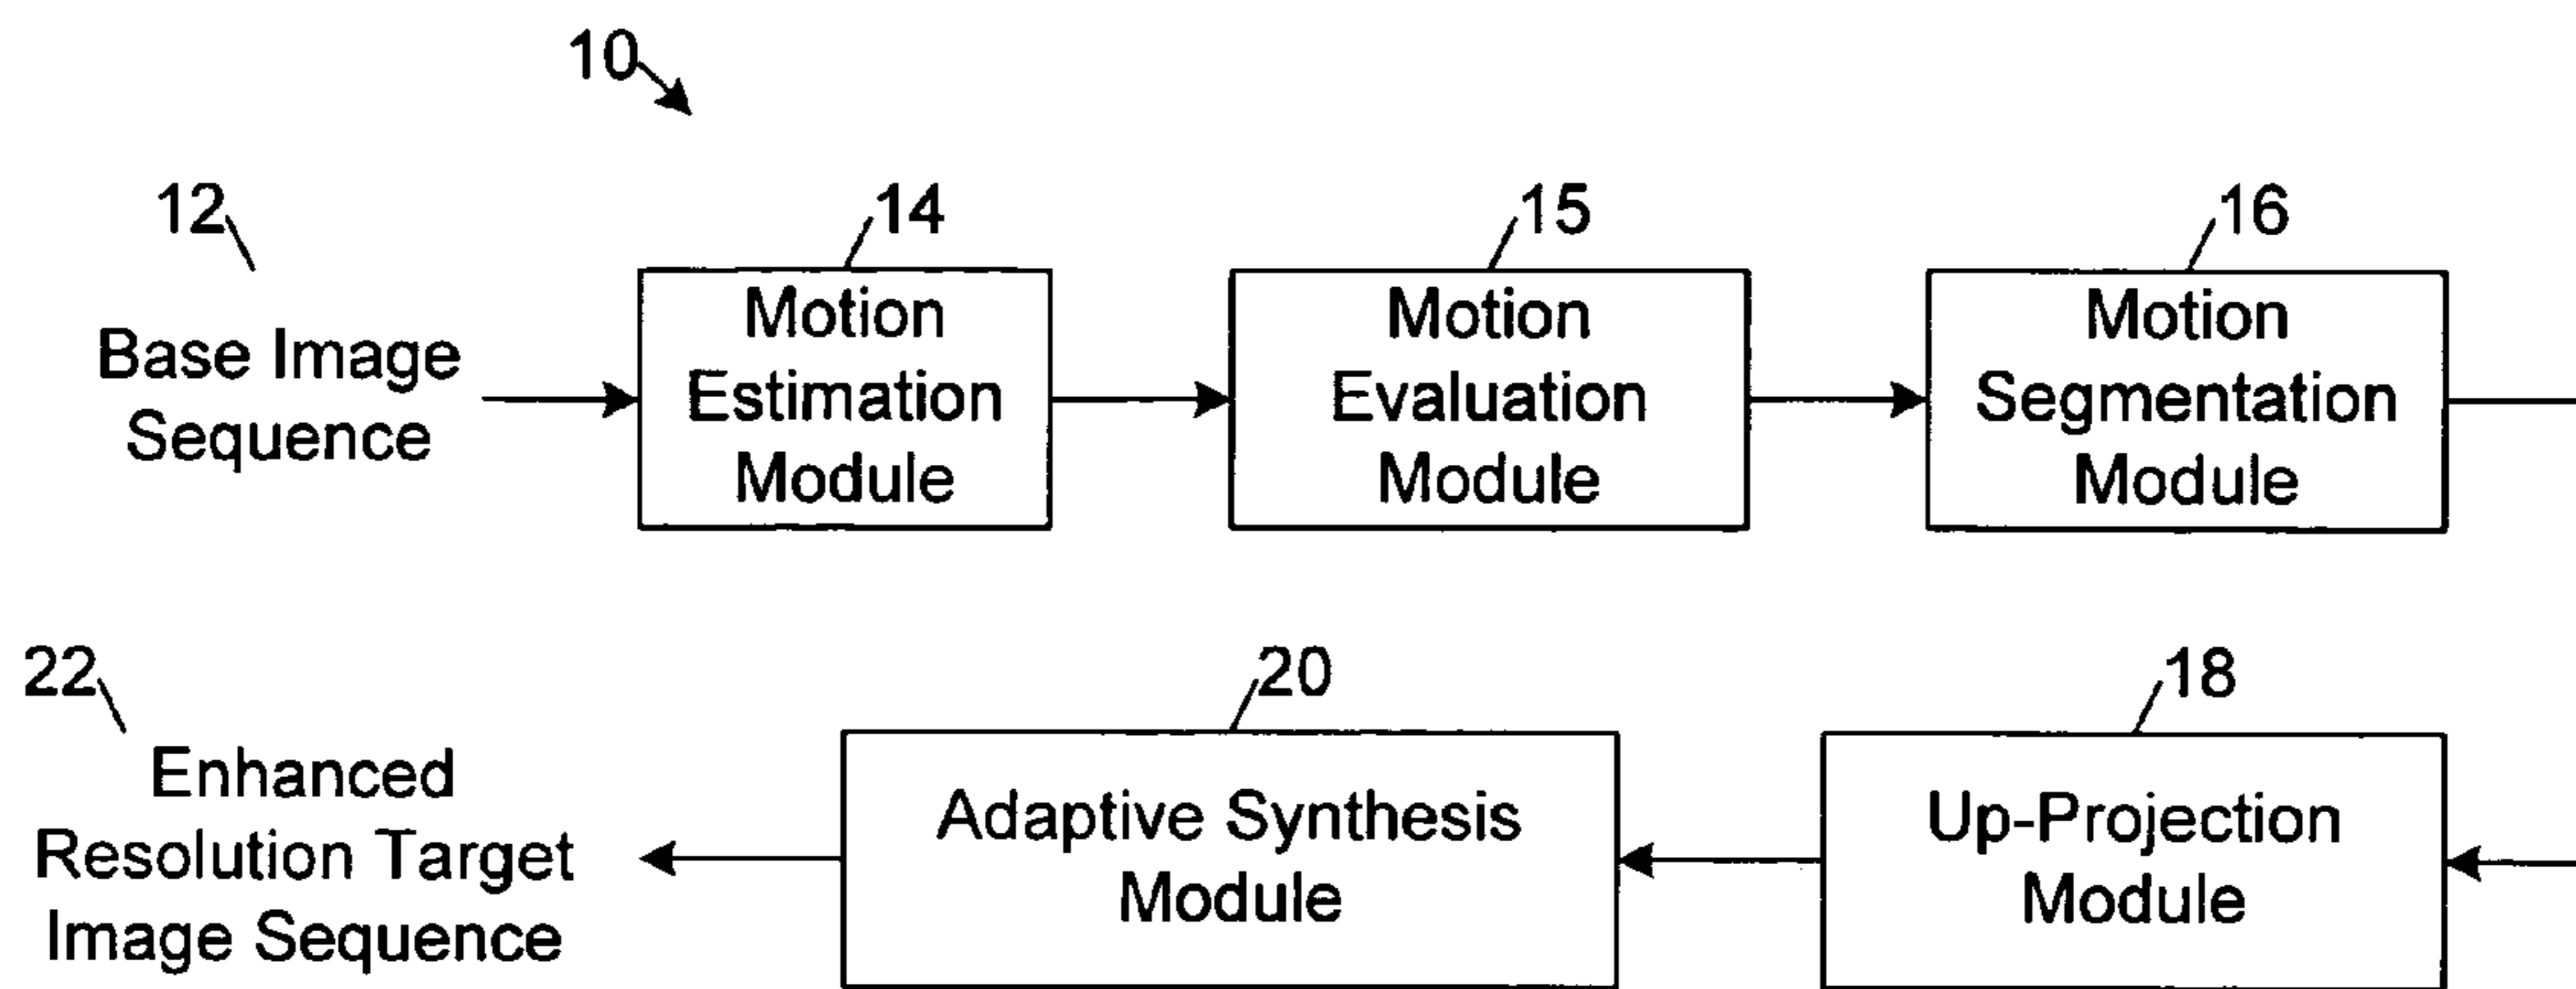 10
12
14
15
16
Base Image
Sequence
Motion
Estimation
Module
Motion
Evaluation
Module
Motion
Segmentation
Module
22
20
18
Enhanced
Resolution Target
Image Sequence
Adaptive Synthesis
Module
Up-Projection
Module